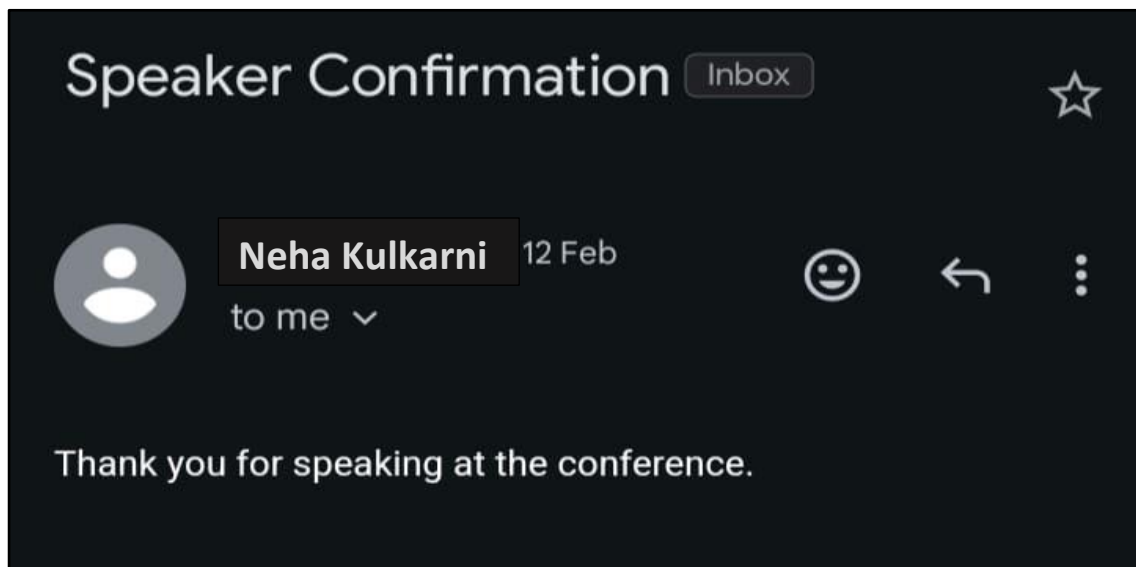 Speaker Confirmation Inbox
Neha Kulkarni 12 Feb
to me
Thank you for speaking at the conference.